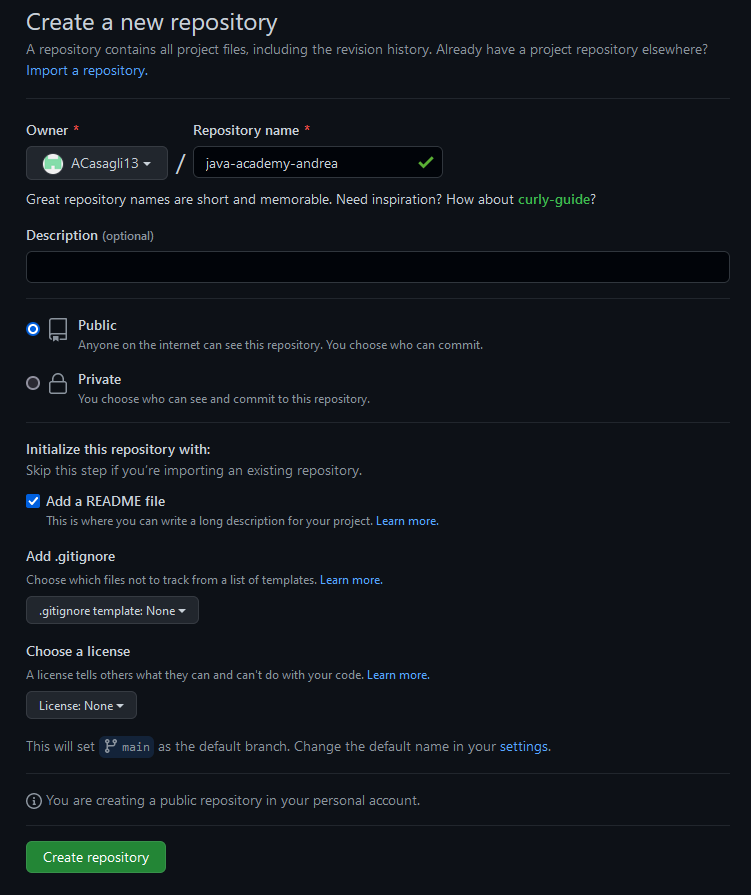 Create a new repository
A repository contains all project files, including the revision history. Already have a project repository elsewhere?
Import a repository.
Owner * Repository name *
ACasagli13 / java-academy-andrea
Great repository names are short and memorable. Need inspiration? How about curly-guide?
Description (optional)
Public
Anyone on the internet can see this repository. You choose who can commit.
Private
You choose who can see and commit to this repository.
Initialize this repository with:
Skip this step if you're importing an existing repository.
Add a README file
This is where you can write a long description for your project. Learn more.
Add .gitignore
Choose which files not to track from a list of templates. Learn more.
.gitignore template: None
Choose a license
A license tells others what they can and can't do with your code. Learn more.
License: None
This will set main as the default branch. Change the default name in your settings.
You are creating a public repository in your personal account.
Create repository